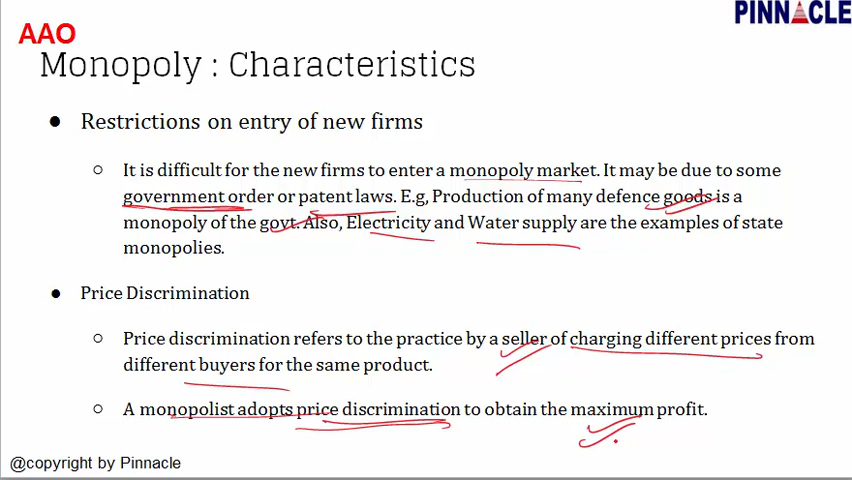 PINNACLE
AAO
Monopoly : Characteristics
● Restrictions on entry of new firms
○ It is difficult for the new firms to enter a monopoly market. It may be due to some
government order or patent laws. E.g, Production of many defence goods is a
monopoly of the govt. Also, Electricity and Water supply are the examples of state
monopolies.
● Price Discrimination
○ Price discrimination refers to the practice by a seller of charging different prices from
different buyers for the same product.
○ A monopolist adopts price discrimination to obtain the maximum profit.
@copyright by Pinnacle